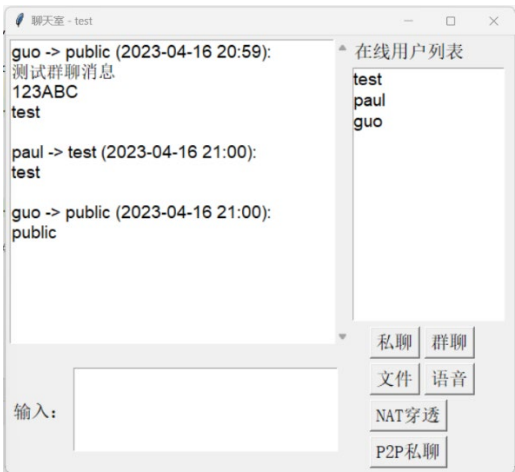 聊天室 - test
guo -> public (2023-04-16 20:59):
测试群聊消息
123ABC
test
paul -> test (2023-04-16 21:00):
test
guo -> public (2023-04-16 21:00):
public
在线用户列表
test
paul
guo
私聊 群聊
文件 语音
NAT穿透
P2P私聊
输入：